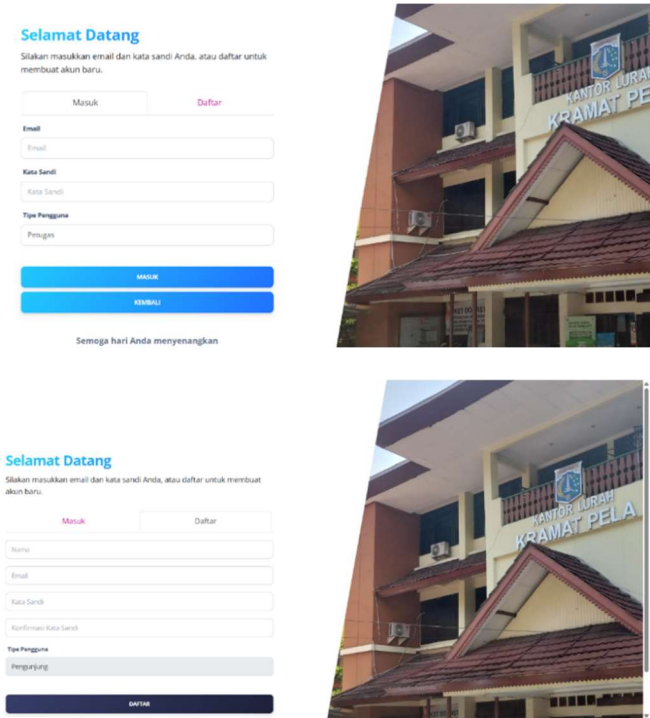 Selamat Datang
Silakan masukkan email dan kata sandi Anda, atau daftar untuk
membuat akun baru.
Masuk Daftar
Email
Email
Kata Sandi
Kata Sandi
Tipe Pengguna
Petugas
MASUK
KEMBALI
Semoga hari Anda menyenangkan
KANTOR LURAH
KRAMAT PE
Selamat Datang
Silakan masukkan email dan kata sandi Anda, atau daftar untuk membuat
akun baru.
Masuk Daftar
Nama
Email
Kata Sandi
Konfirmasi Kata Sandi
Tipe Pengguna
Pengunjung
DAFTAR
KANTOR LURAH
KRAMAT PELA